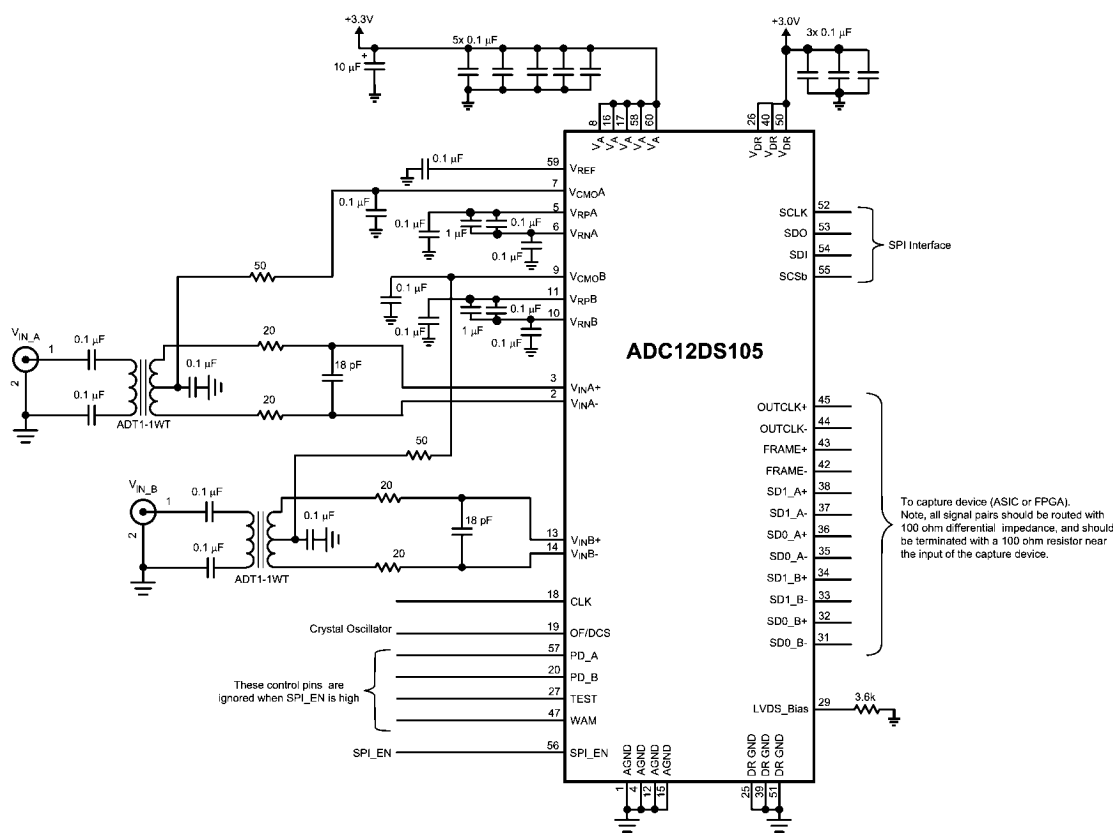 +3.3V
5x 0.1 µF
+
10 µF
+3.0V
3x 0.1 µF
8
16
17
58
60
VA
VA
VA
VA
VA
26
40
50
VDR
VDR
VDR
0.1 µF
59
VREF
7
VCMOA
0.1 µF
5
VRPA
0.1 µF
1 µF
0.1 µF
6
VRNA
0.1 µF
9
VCMOB
0.1 µF
11
VRPB
0.1 µF
1 µF
0.1 µF
10
VRNB
0.1 µF
50
VIN_A
1
2
0.1 µF
0.1 µF
ADT1-1WT
0.1 µF
20
20
18 pF
3
VINA+
2
VINA-
50
VIN_B
1
2
0.1 µF
0.1 µF
ADT1-1WT
0.1 µF
20
20
18 pF
13
VINB+
14
VINB-
ADC12DS105
18
CLK
Crystal Oscillator
19
OF/DCS
57
PD_A
20
PD_B
27
TEST
47
WAM
These control pins are
ignored when SPI_EN is high
SPI_EN
56
SPI_EN
SCLK
52
SDO
53
SDI
54
SCSb
55
SPI Interface
OUTCLK+
45
OUTCLK-
44
FRAME+
43
FRAME-
42
SD1_A+
38
SD1_A-
37
SD0_A+
36
SD0_A-
35
SD1_B+
34
SD1_B-
33
SD0_B+
32
SD0_B-
31
To capture device (ASIC or FPGA).
Note, all signal pairs should be routed with
100 ohm differential impedance, and should
be terminated with a 100 ohm resistor near
the input of the capture device.
LVDS_Bias
29
3.6k
AGND
AGND
AGND
AGND
1
4
12
15
DR GND
DR GND
DR GND
25
39
51